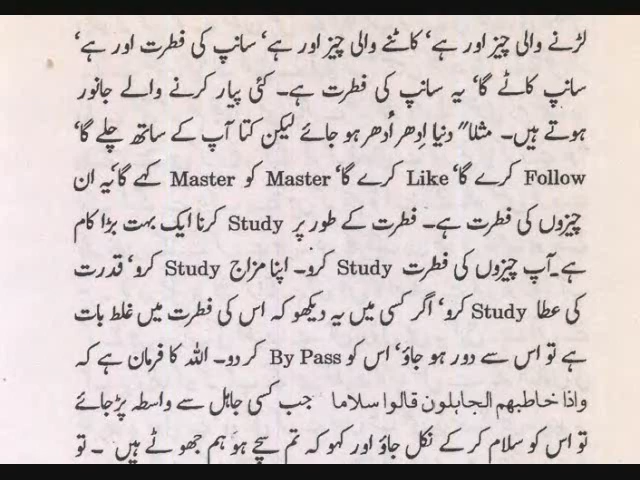 لڑنے والی چیز اور ہے‘ کاٹنے والی چیز اور ہے‘ سانپ کی فطرت اور ہے‘
سانپ کاٹے گا‘ یہ سانپ کی فطرت ہے۔ کئی پیار کرنے والے جانور
ہوتے ہیں۔ مثلاً دنیا اِدھر اُدھر ہو جائے لیکن کتا آپ کے ساتھ چلے گا‘
Follow کرے گا‘ Like کرے گا‘ Master کو Master کہے گا‘ یہ ان
چیزوں کی فطرت ہے۔ فطرت کے طور پر Study کرنا ایک بہت بڑا کام
ہے۔ آپ چیزوں کی فطرت Study کرو۔ اپنا مزاج Study کرو‘ قدرت
کی عطا Study کرو‘ اگر کسی میں یہ دیکھو کہ اس کی فطرت میں غلط بات
ہے تو اس سے دور ہو جاؤ‘ اس کو By Pass کر دو۔ اللہ کا فرمان ہے کہ
واذا خاطبهم الجاہلون قالوا سلاما جب کسی جاہل سے واسطہ پڑجائے
تو اس کو سلام کر کے نکل جاؤ اور کہو کہ تم سچے ہو ہم جھوٹے ہیں ۔ تو